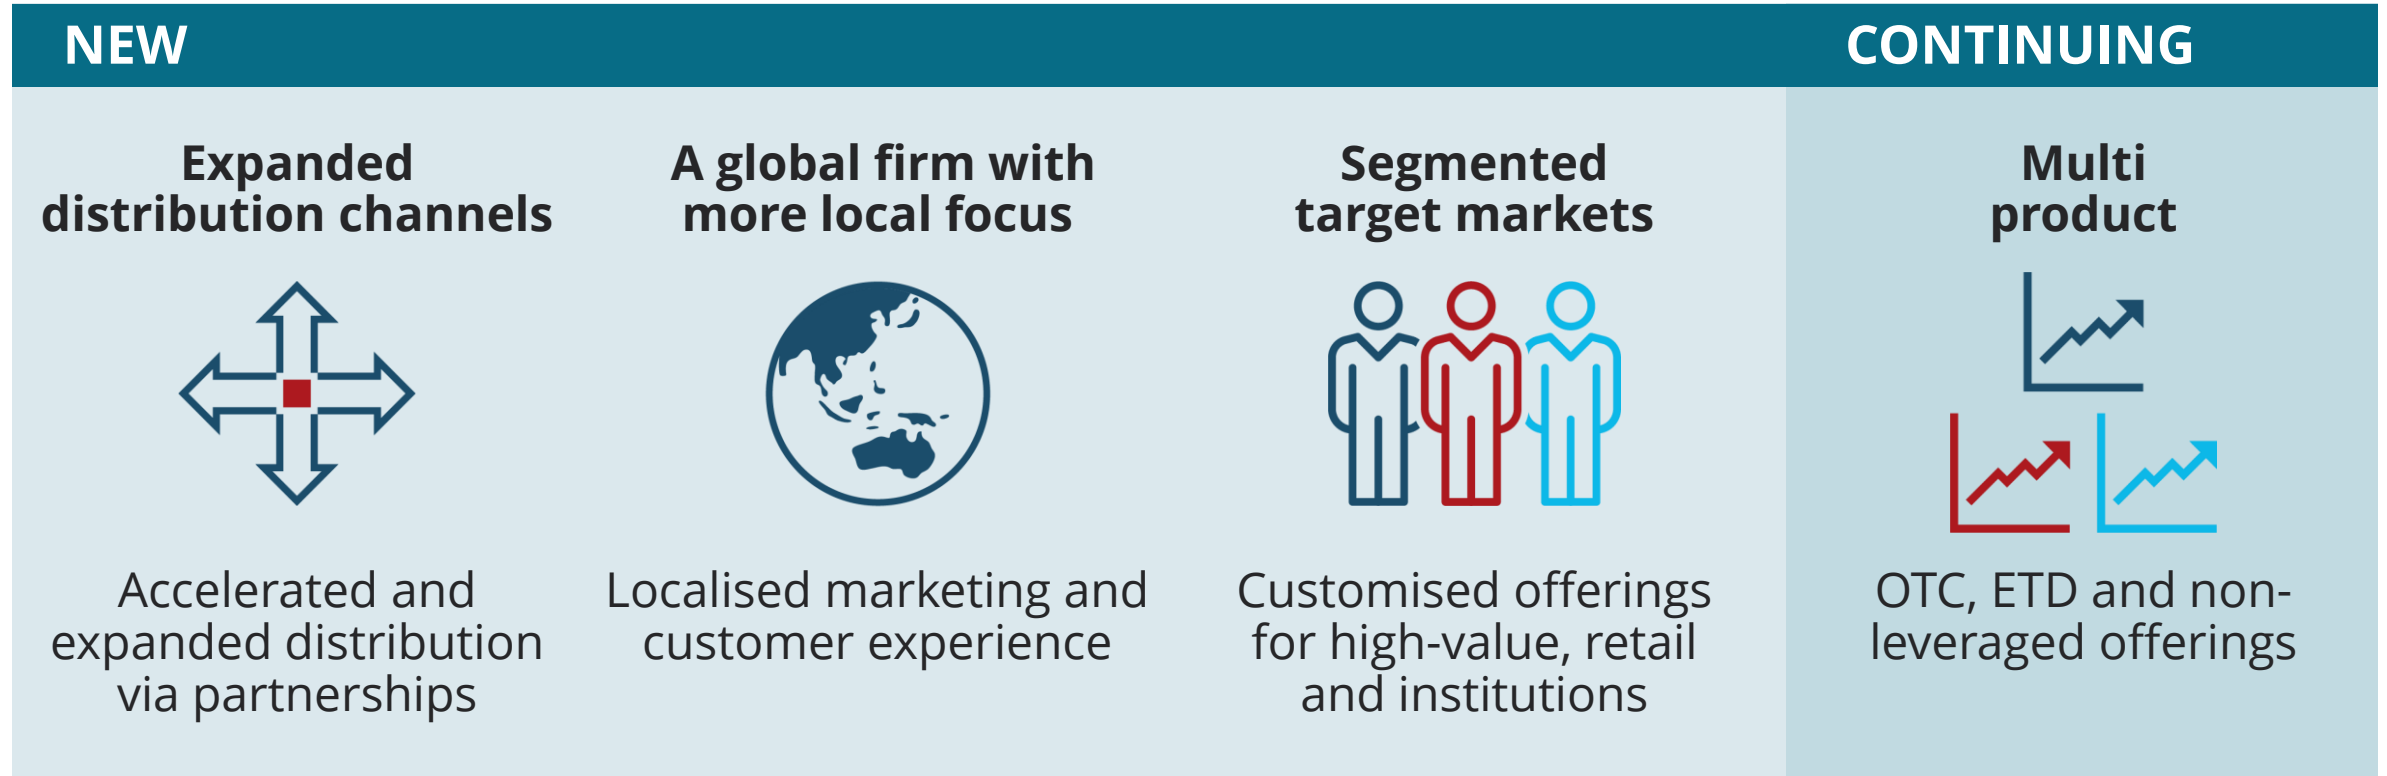 NEW
CONTINUING
Expanded
distribution channels
Accelerated and
expanded distribution
via partnerships
A global firm with
more local focus
Localised marketing and
customer experience
Segmented
target markets
Customised offerings
for high-value, retail
and institutions
Multi
product
OTC, ETD and non-
leveraged offerings